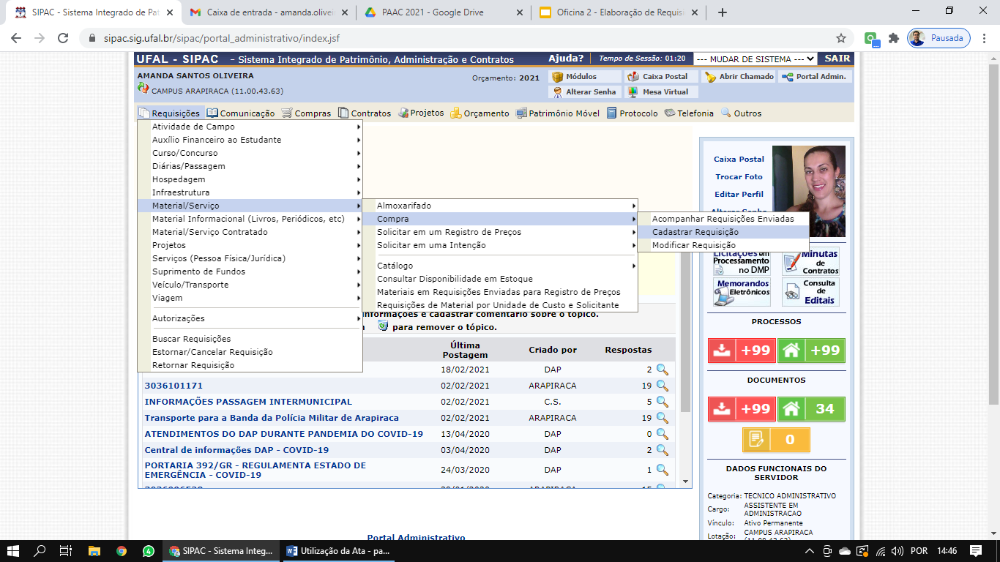 SIPAC - Sistema Integrado de Pat
Caixa de entrada - amanda.olivei
PAAC 2021 - Google Drive
Oficina 2 - Elaboração de Requis
sipac.sig.ufal.br/sipac/portal_administrativo/index.jsf
Pausada
UFAL - SIPAC - Sistema Integrado de Patrimônio, Administração e Contratos
Ajuda?
Tempo de Sessão: 01:20
--- MUDAR DE SISTEMA ---
SAIR
AMANDA SANTOS OLIVEIRA
Orçamento: 2021
Módulos
Caixa Postal
Abrir Chamado
Portal Admin.
CAMPUS ARAPIRACA (11.00.43.63)
Alterar Senha
Mesa Virtual
Requisições
Comunicação
Compras
Contratos
Projetos
Orçamento
Patrimônio Móvel
Protocolo
Telefonia
Outros
Atividade de Campo
Auxílio Financeiro ao Estudante
Curso/Concurso
Diárias/Passagem
Hospedagem
Infraestrutura
Material/Serviço
Material Informacional (Livros, Periódicos, etc)
Material/Serviço Contratado
Projetos
Serviços (Pessoa Física/Jurídica)
Suprimento de Fundos
Veículo/Transporte
Viagem
Autorizações
Buscar Requisições
Estornar/Cancelar Requisição
Retornar Requisição
Almoxarifado
Compra
Solicitar em um Registro de Preços
Solicitar em uma Intenção
Catálogo
Consultar Disponibilidade em Estoque
Materiais em Requisições Enviadas para Registro de Preços
Requisições de Material por Unidade de Custo e Solicitante
Acompanhar Requisições Enviadas
Cadastrar Requisição
Modificar Requisição
informações e cadastrar comentário sobre o tópico.
para remover o tópico.
Última Postagem
Criado por
Respostas
18/02/2021 DAP 2
3036101171 02/02/2021 ARAPIRACA 19
INFORMAÇÕES PASSAGEM INTERMUNICIPAL 02/02/2021 C.S. 5
Transporte para a Banda da Polícia Militar de Arapiraca 02/02/2021 ARAPIRACA 19
ATENDIMENTOS DO DAP DURANTE PANDEMIA DO COVID-19 13/04/2020 DAP 0
Central de informações DAP - COVID-19 03/04/2020 DAP 2
PORTARIA 392/GR - REGULAMENTA ESTADO DE
EMERGÊNCIA - COVID-19 24/03/2020 DAP 1
Portal Administrativo
Caixa Postal
Trocar Foto
Editar Perfil
Alterar Senha
Licitações em
Processamento
no DMP
Minutas
de
Contratos
Memorandos
Eletrônicos
Consulta
de
Editais
PROCESSOS
+99
+99
DOCUMENTOS
+99
34
0
DADOS FUNCIONAIS DO
SERVIDOR
Categoria: TECNICO ADMINISTRATIVO
Cargo: ASSISTENTE EM
ADMINISTRACAO
Vínculo: Ativo Permanente
Lotação: CAMPUS ARAPIRACA
(11.00.43.63)
SIPAC - Sistema Integ...
Utilização da Ata - pa...
POR
14:46